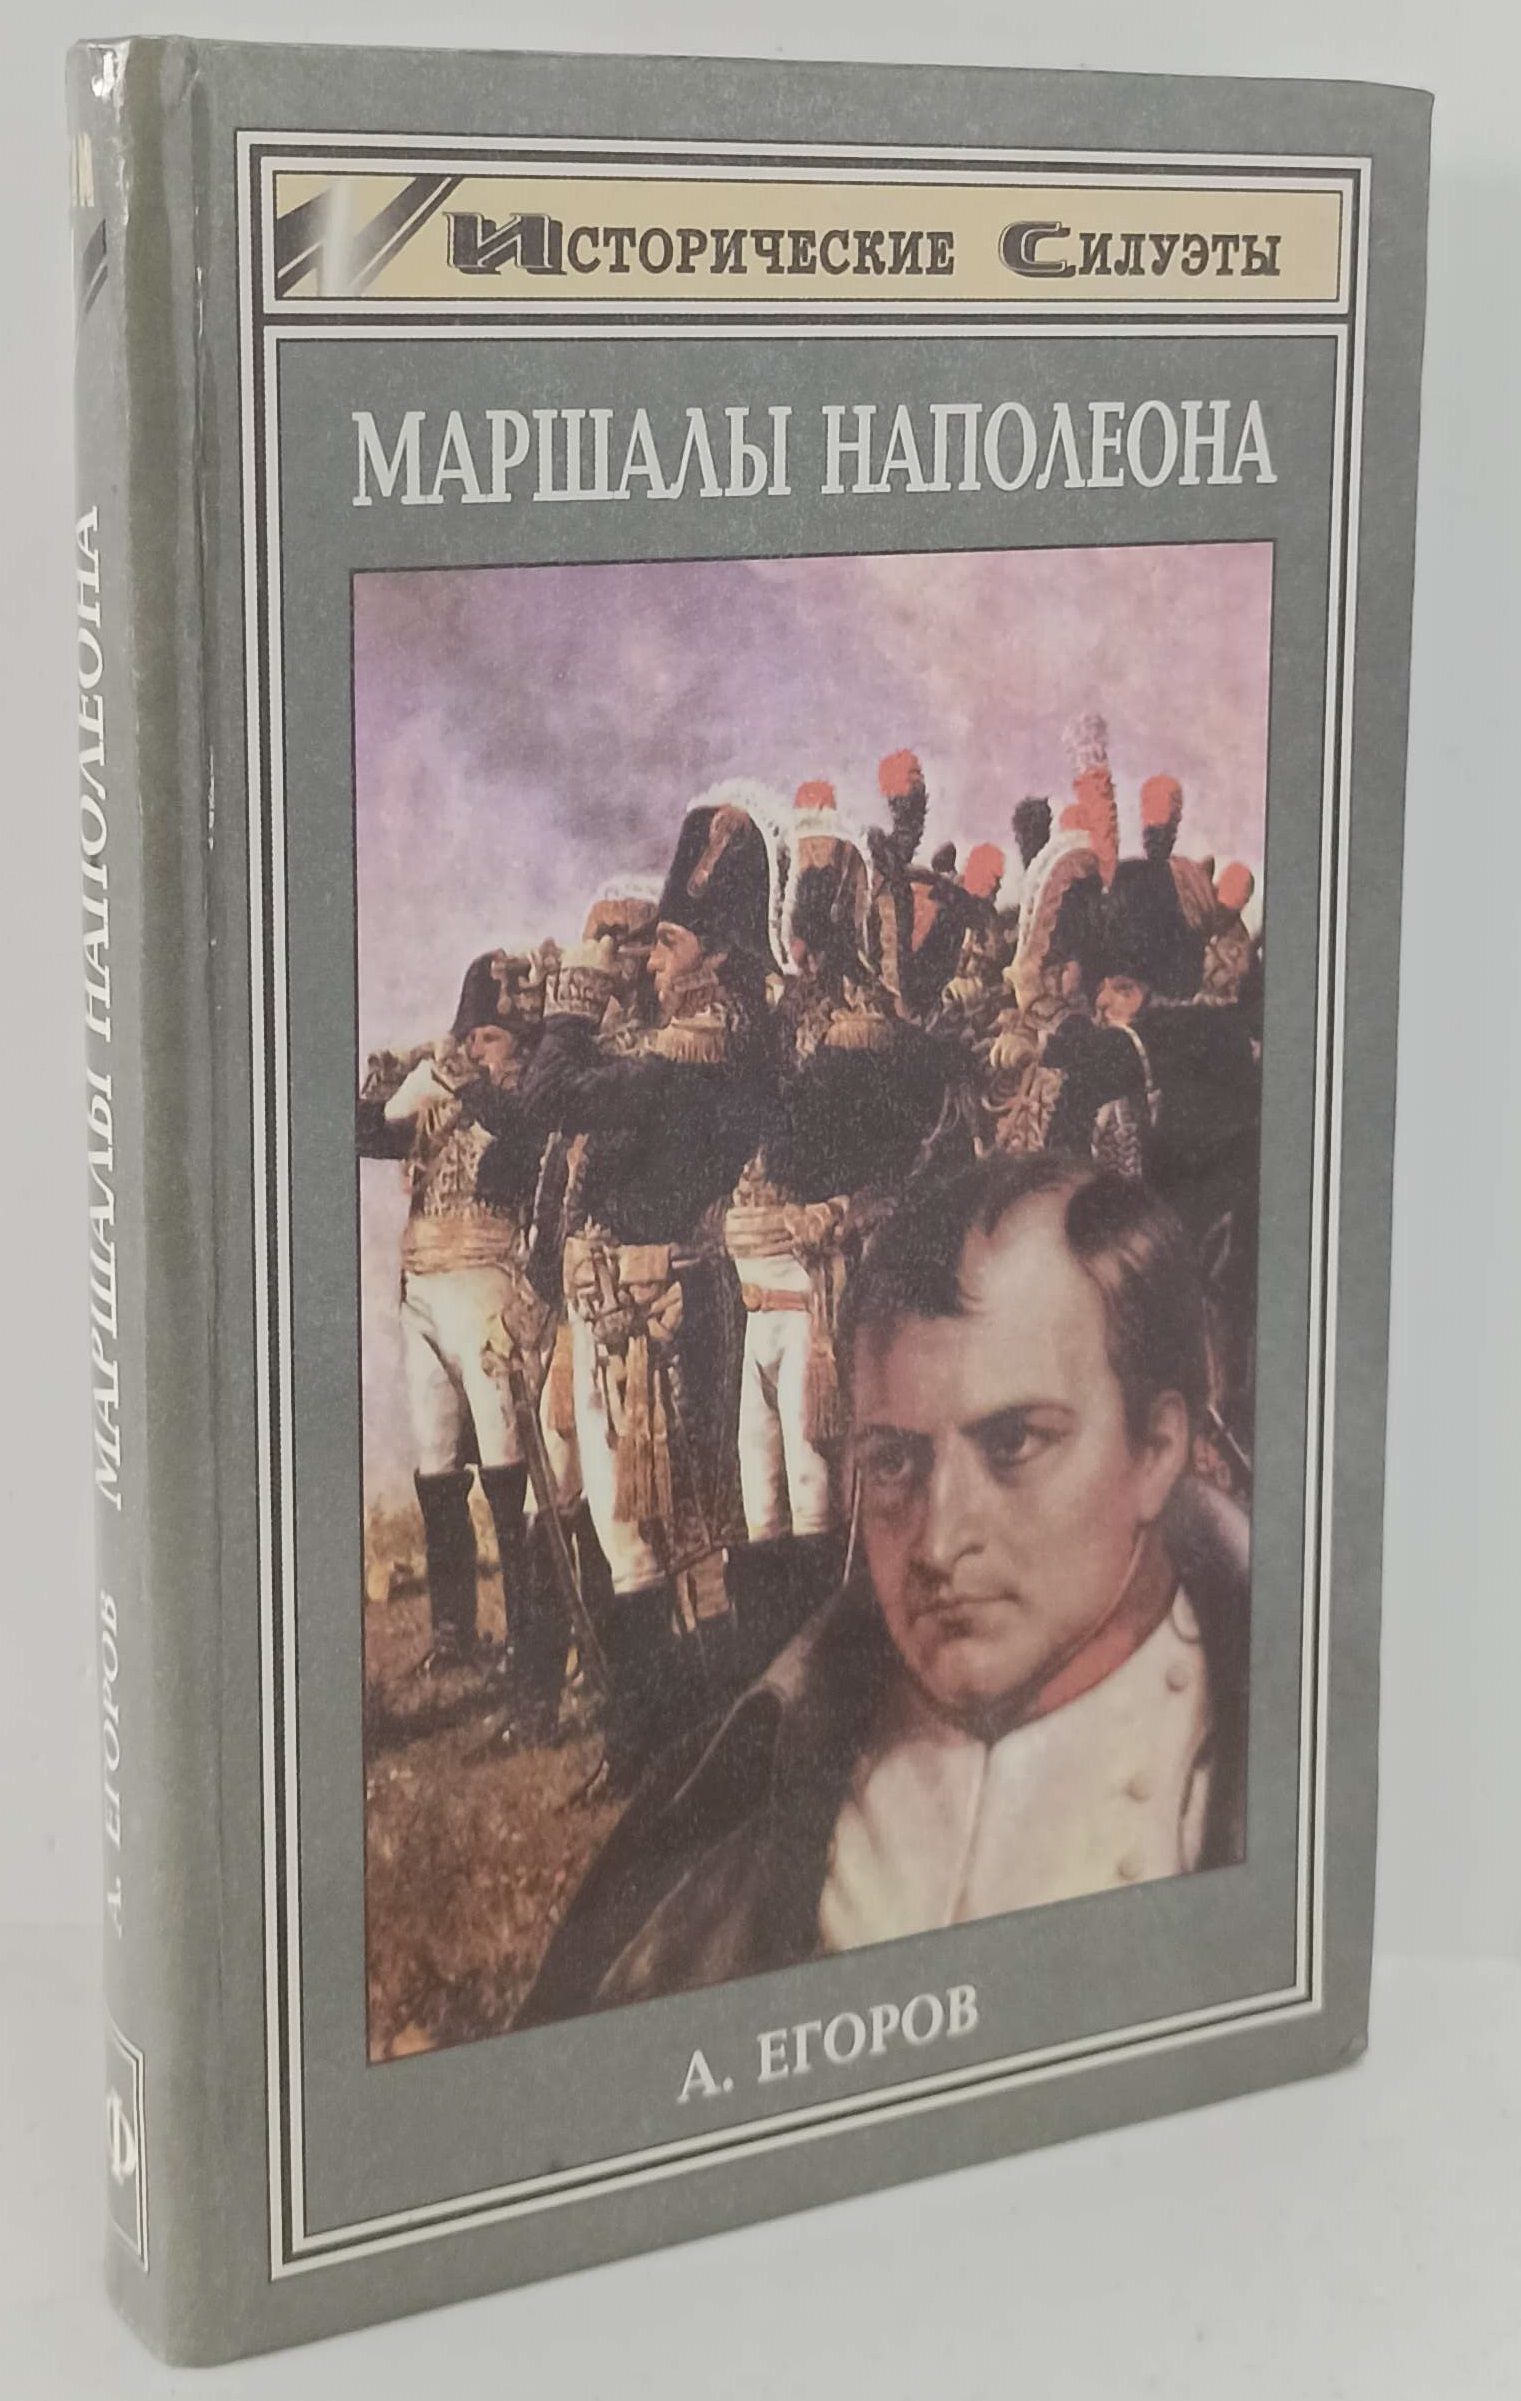 Исторические Силуэты
МАРШАЛЫ НАПОЛЕОНА
А. ЕГОРОВ
А. ЕГОРОВ МАРШАЛЫ НАПОЛЕОНА
Ф